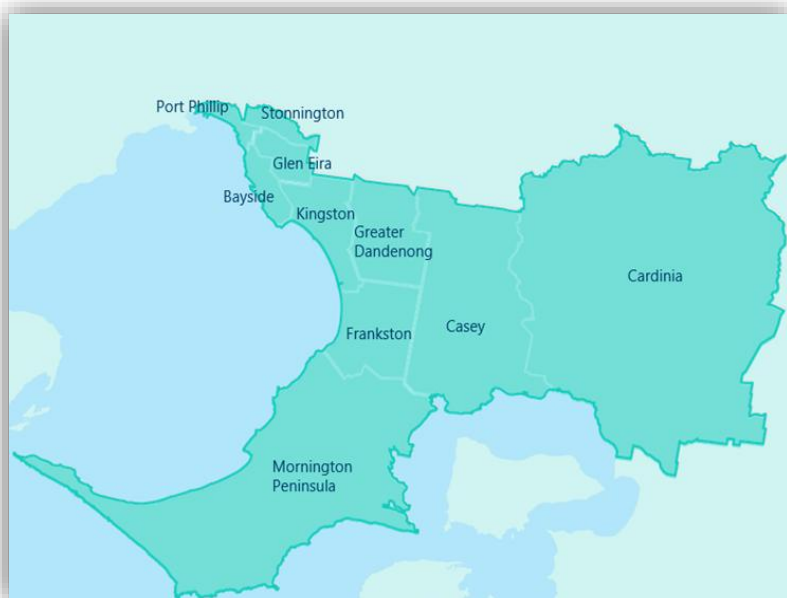 Port Phillip
Stonnington
Glen Eira
Bayside
Kingston
Greater
Dandenong
Cardinia
Frankston
Casey
Mornington
Peninsula